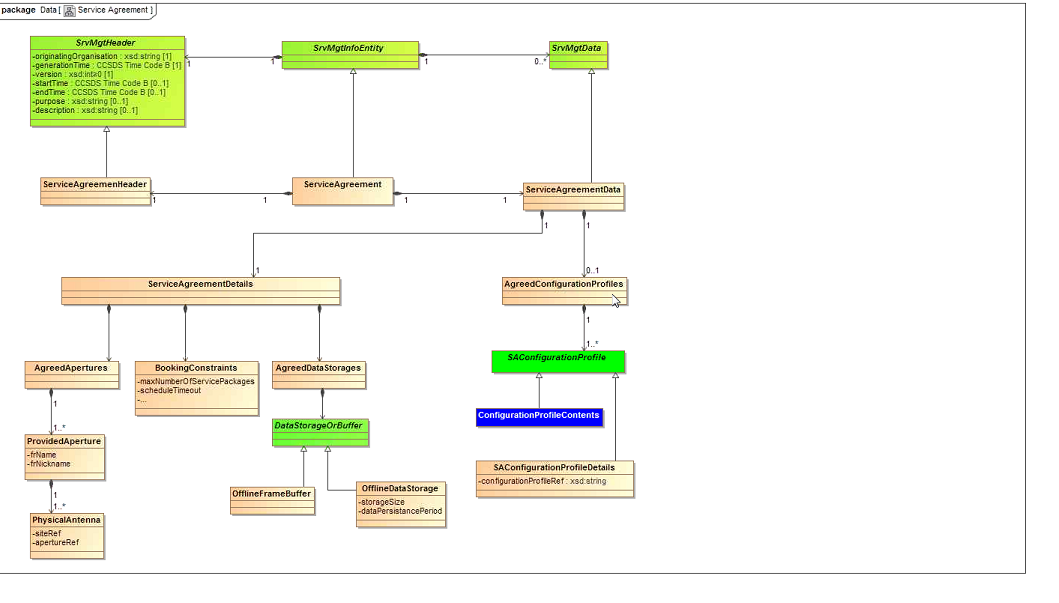 package Data [ Service Agreement ]
SrvMgtHeader
-originatingOrganisation : xsd:string [1]
-generationTime : CCSDS Time Code B [1]
-version : xsd:int≥0 [1]
-startTime : CCSDS Time Code B [0..1]
-endTime : CCSDS Time Code B [0..1]
-purpose : xsd:string [0..1]
-description : xsd:string [0..1]
1
1
SrvMgtInfoEntity
1
0..*
SrvMgtData
ServiceAgreemenHeader
1
1
ServiceAgreement
1
1
ServiceAgreementData
1
1
1
0..1
ServiceAgreementDetails
AgreedConfigurationProfiles
1
1..*
SAConfigurationProfile
AgreedApertures
BookingConstraints
-maxNumberOfServicePackages
-scheduleTimeout
-...
AgreedDataStorages
1
1..*
ConfigurationProfileContents
DataStorageOrBuffer
ProvidedAperture
-frName
-frNickname
SAConfigurationProfileDetails
-configurationProfileRef : xsd:string
1
1..*
OfflineFrameBuffer
OfflineDataStorage
-storageSize
-dataPersistancePeriod
PhysicalAntenna
-siteRef
-apertureRef